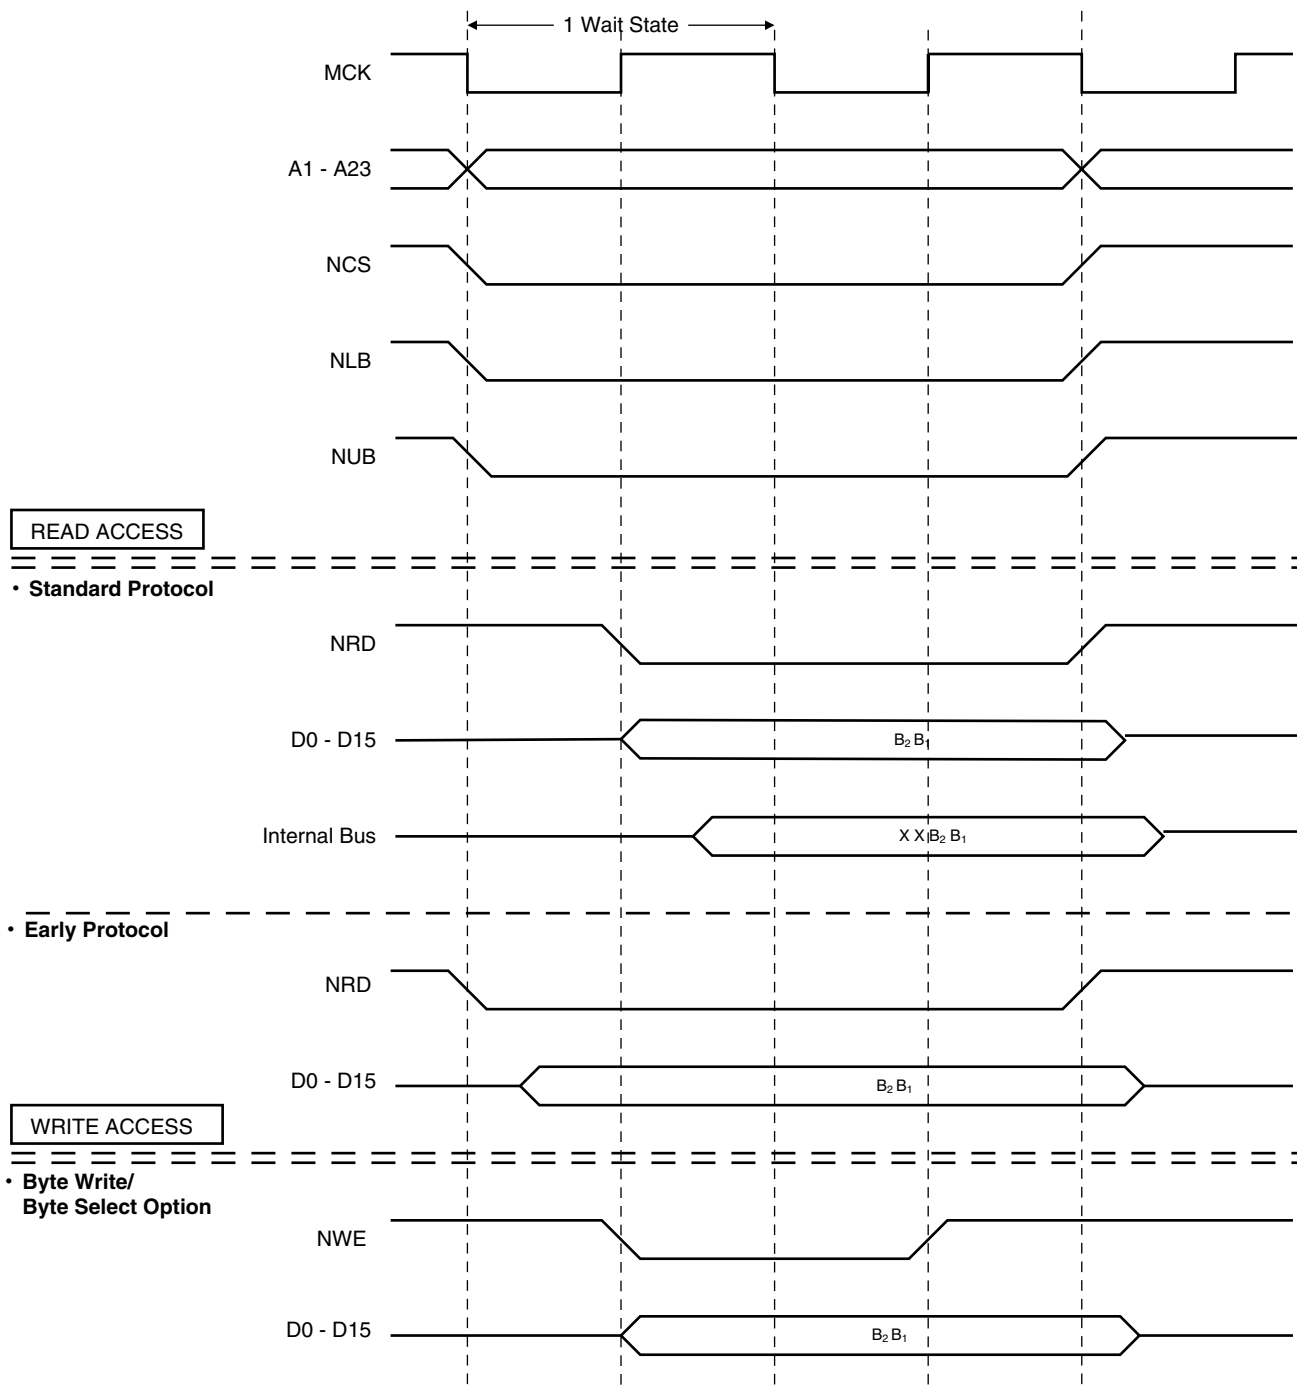 1 Wait State
MCK
A1 - A23
NCS
NLB
NUB
READ ACCESS
• Standard Protocol
NRD
D0 - D15
B₂ B₁
Internal Bus
X X B₂ B₁
• Early Protocol
NRD
D0 - D15
B₂ B₁
WRITE ACCESS
• Byte Write/
Byte Select Option
NWE
D0 - D15
B₂ B₁